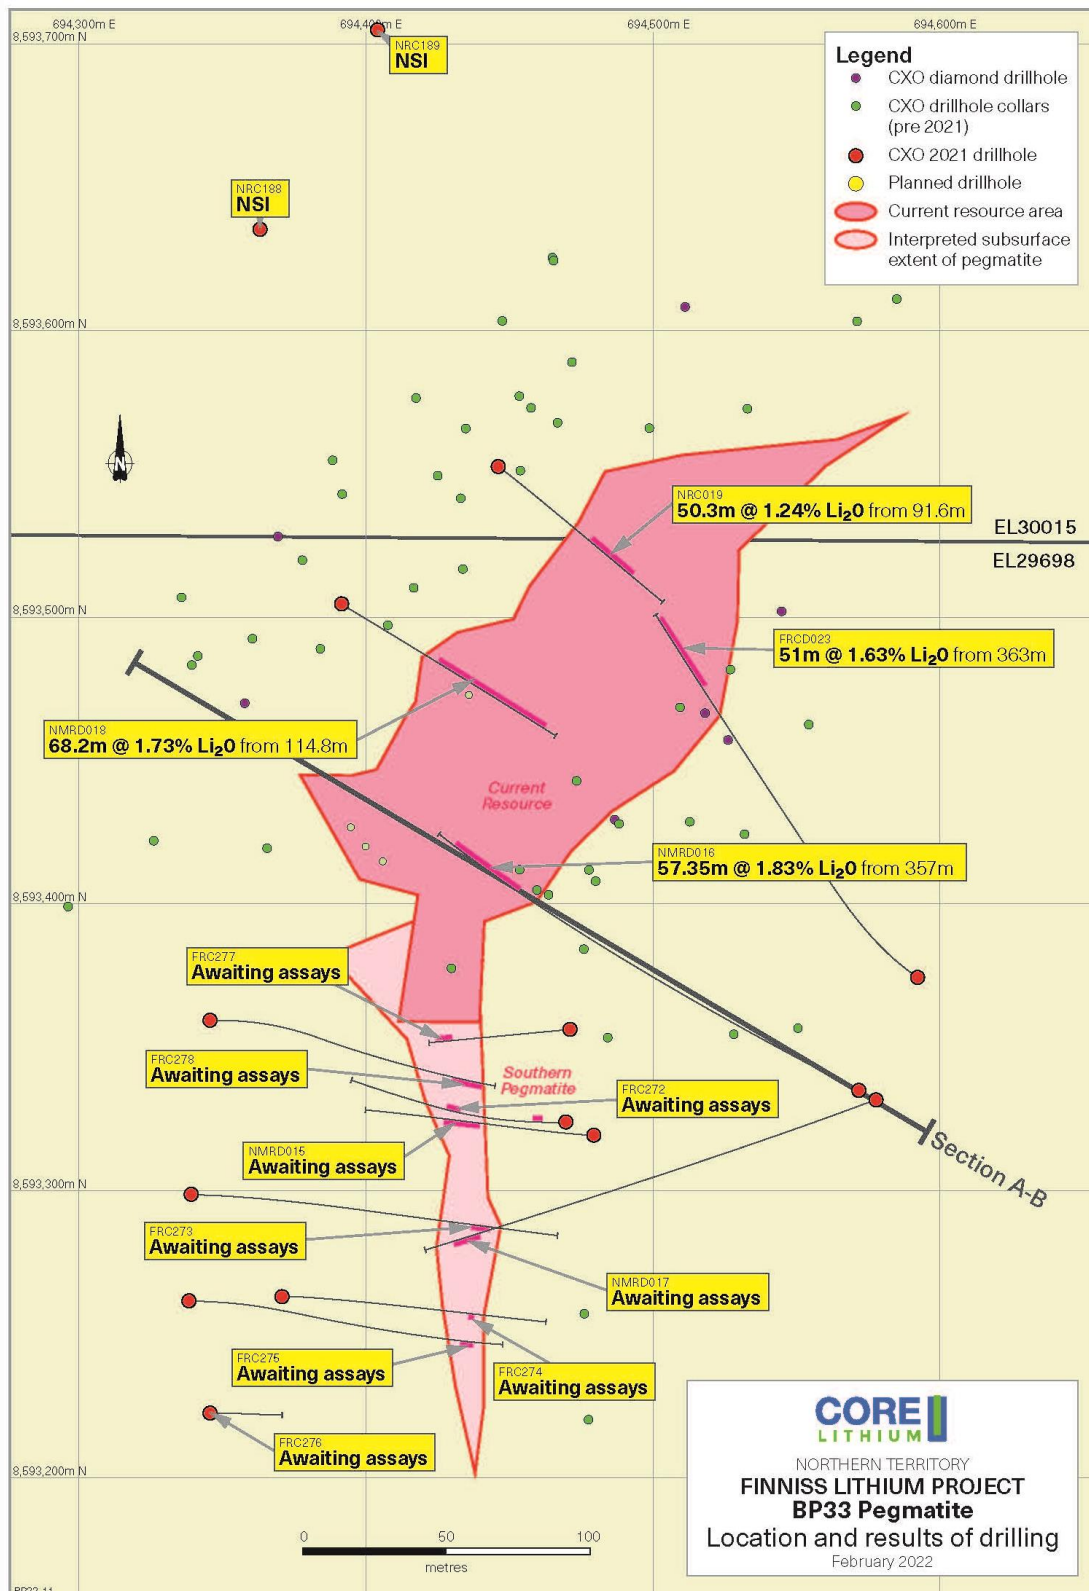 694,300m E
694,400m E
694,500m E
694,600m E
8,593,700m N
NRC189
NSI
Legend
CXO diamond drillhole
CXO drillhole collars
(pre 2021)
CXO 2021 drillhole
Planned drillhole
Current resource area
Interpreted subsurface
extent of pegmatite
NRC188
NSI
8,593,600m N
N
NRC019
50.3m @ 1.24% Li2O from 91.6m
EL30015
EL29698
8,593,500m N
FRCD023
51m @ 1.63% Li2O from 363m
NMRD018
68.2m @ 1.73% Li2O from 114.8m
Current
Resource
NMRD016
57.35m @ 1.83% Li2O from 357m
8,593,400m N
FRC277
Awaiting assays
FRC278
Awaiting assays
Southern
Pegmatite
FRC272
Awaiting assays
NMRD015
Awaiting assays
Section A-B
8,593,300m N
FRC273
Awaiting assays
NMRD017
Awaiting assays
FRC275
Awaiting assays
FRC274
Awaiting assays
FRC276
Awaiting assays
8,593,200m N
0 50 100
metres
CORE
LITHIUM
NORTHERN TERRITORY
FINNISS LITHIUM PROJECT
BP33 Pegmatite
Location and results of drilling
February 2022